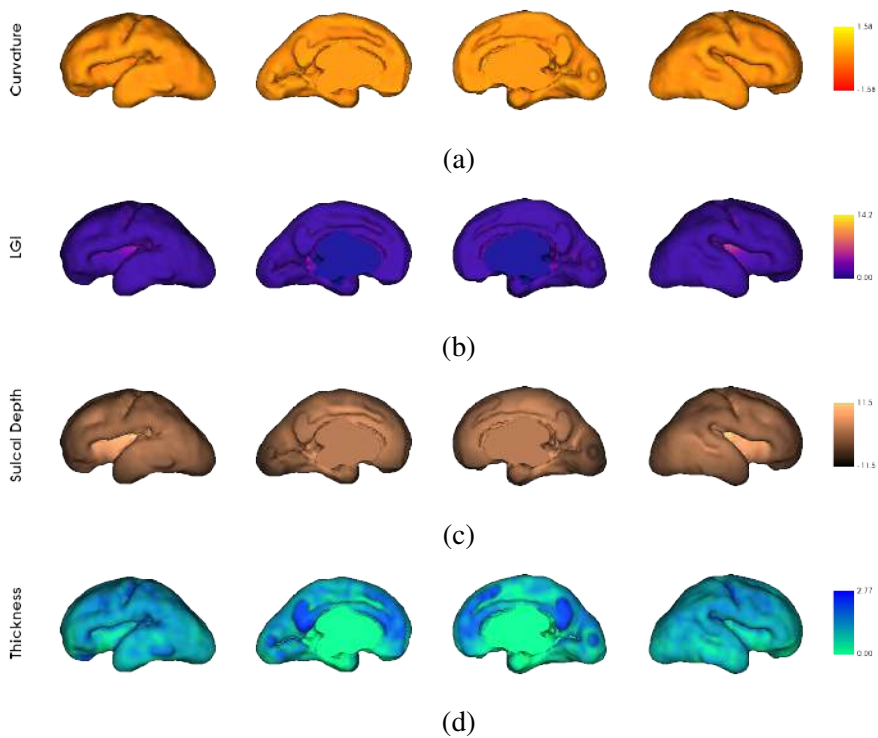 Curvature
1.58
-1.58
(a)
LGI
14.2
0.00
(b)
Sulcal Depth
11.5
-11.5
(c)
Thickness
2.77
0.00
(d)